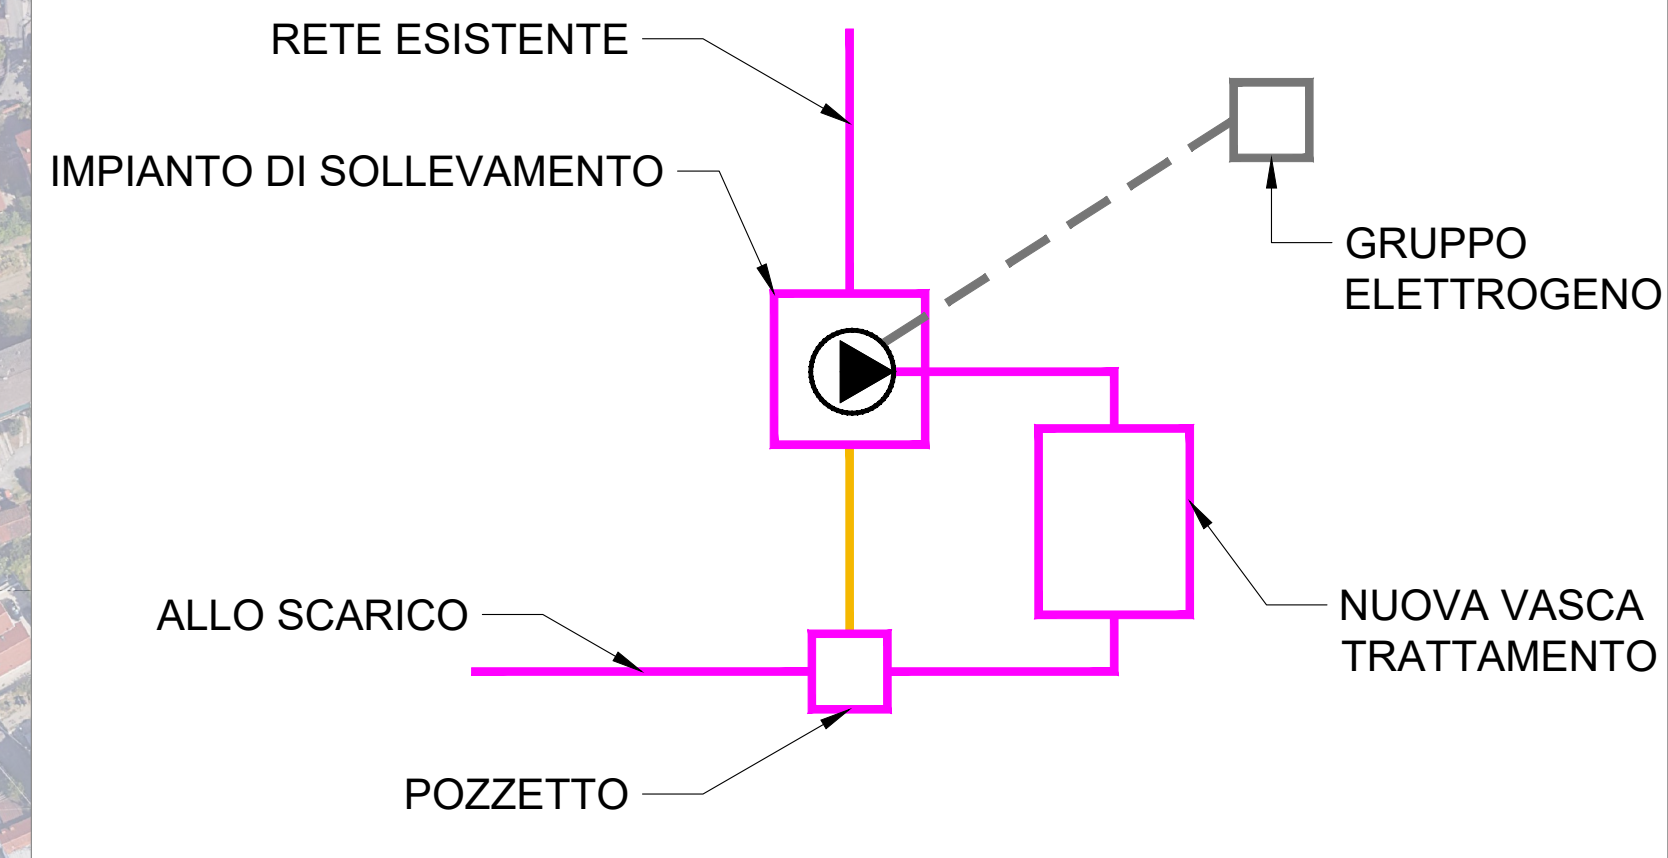 RETE ESISTENTE
IMPIANTO DI SOLLEVAMENTO
GRUPPO
ELETTROGENO
ALLO SCARICO
NUOVA VASCA
TRATTAMENTO
POZZETTO